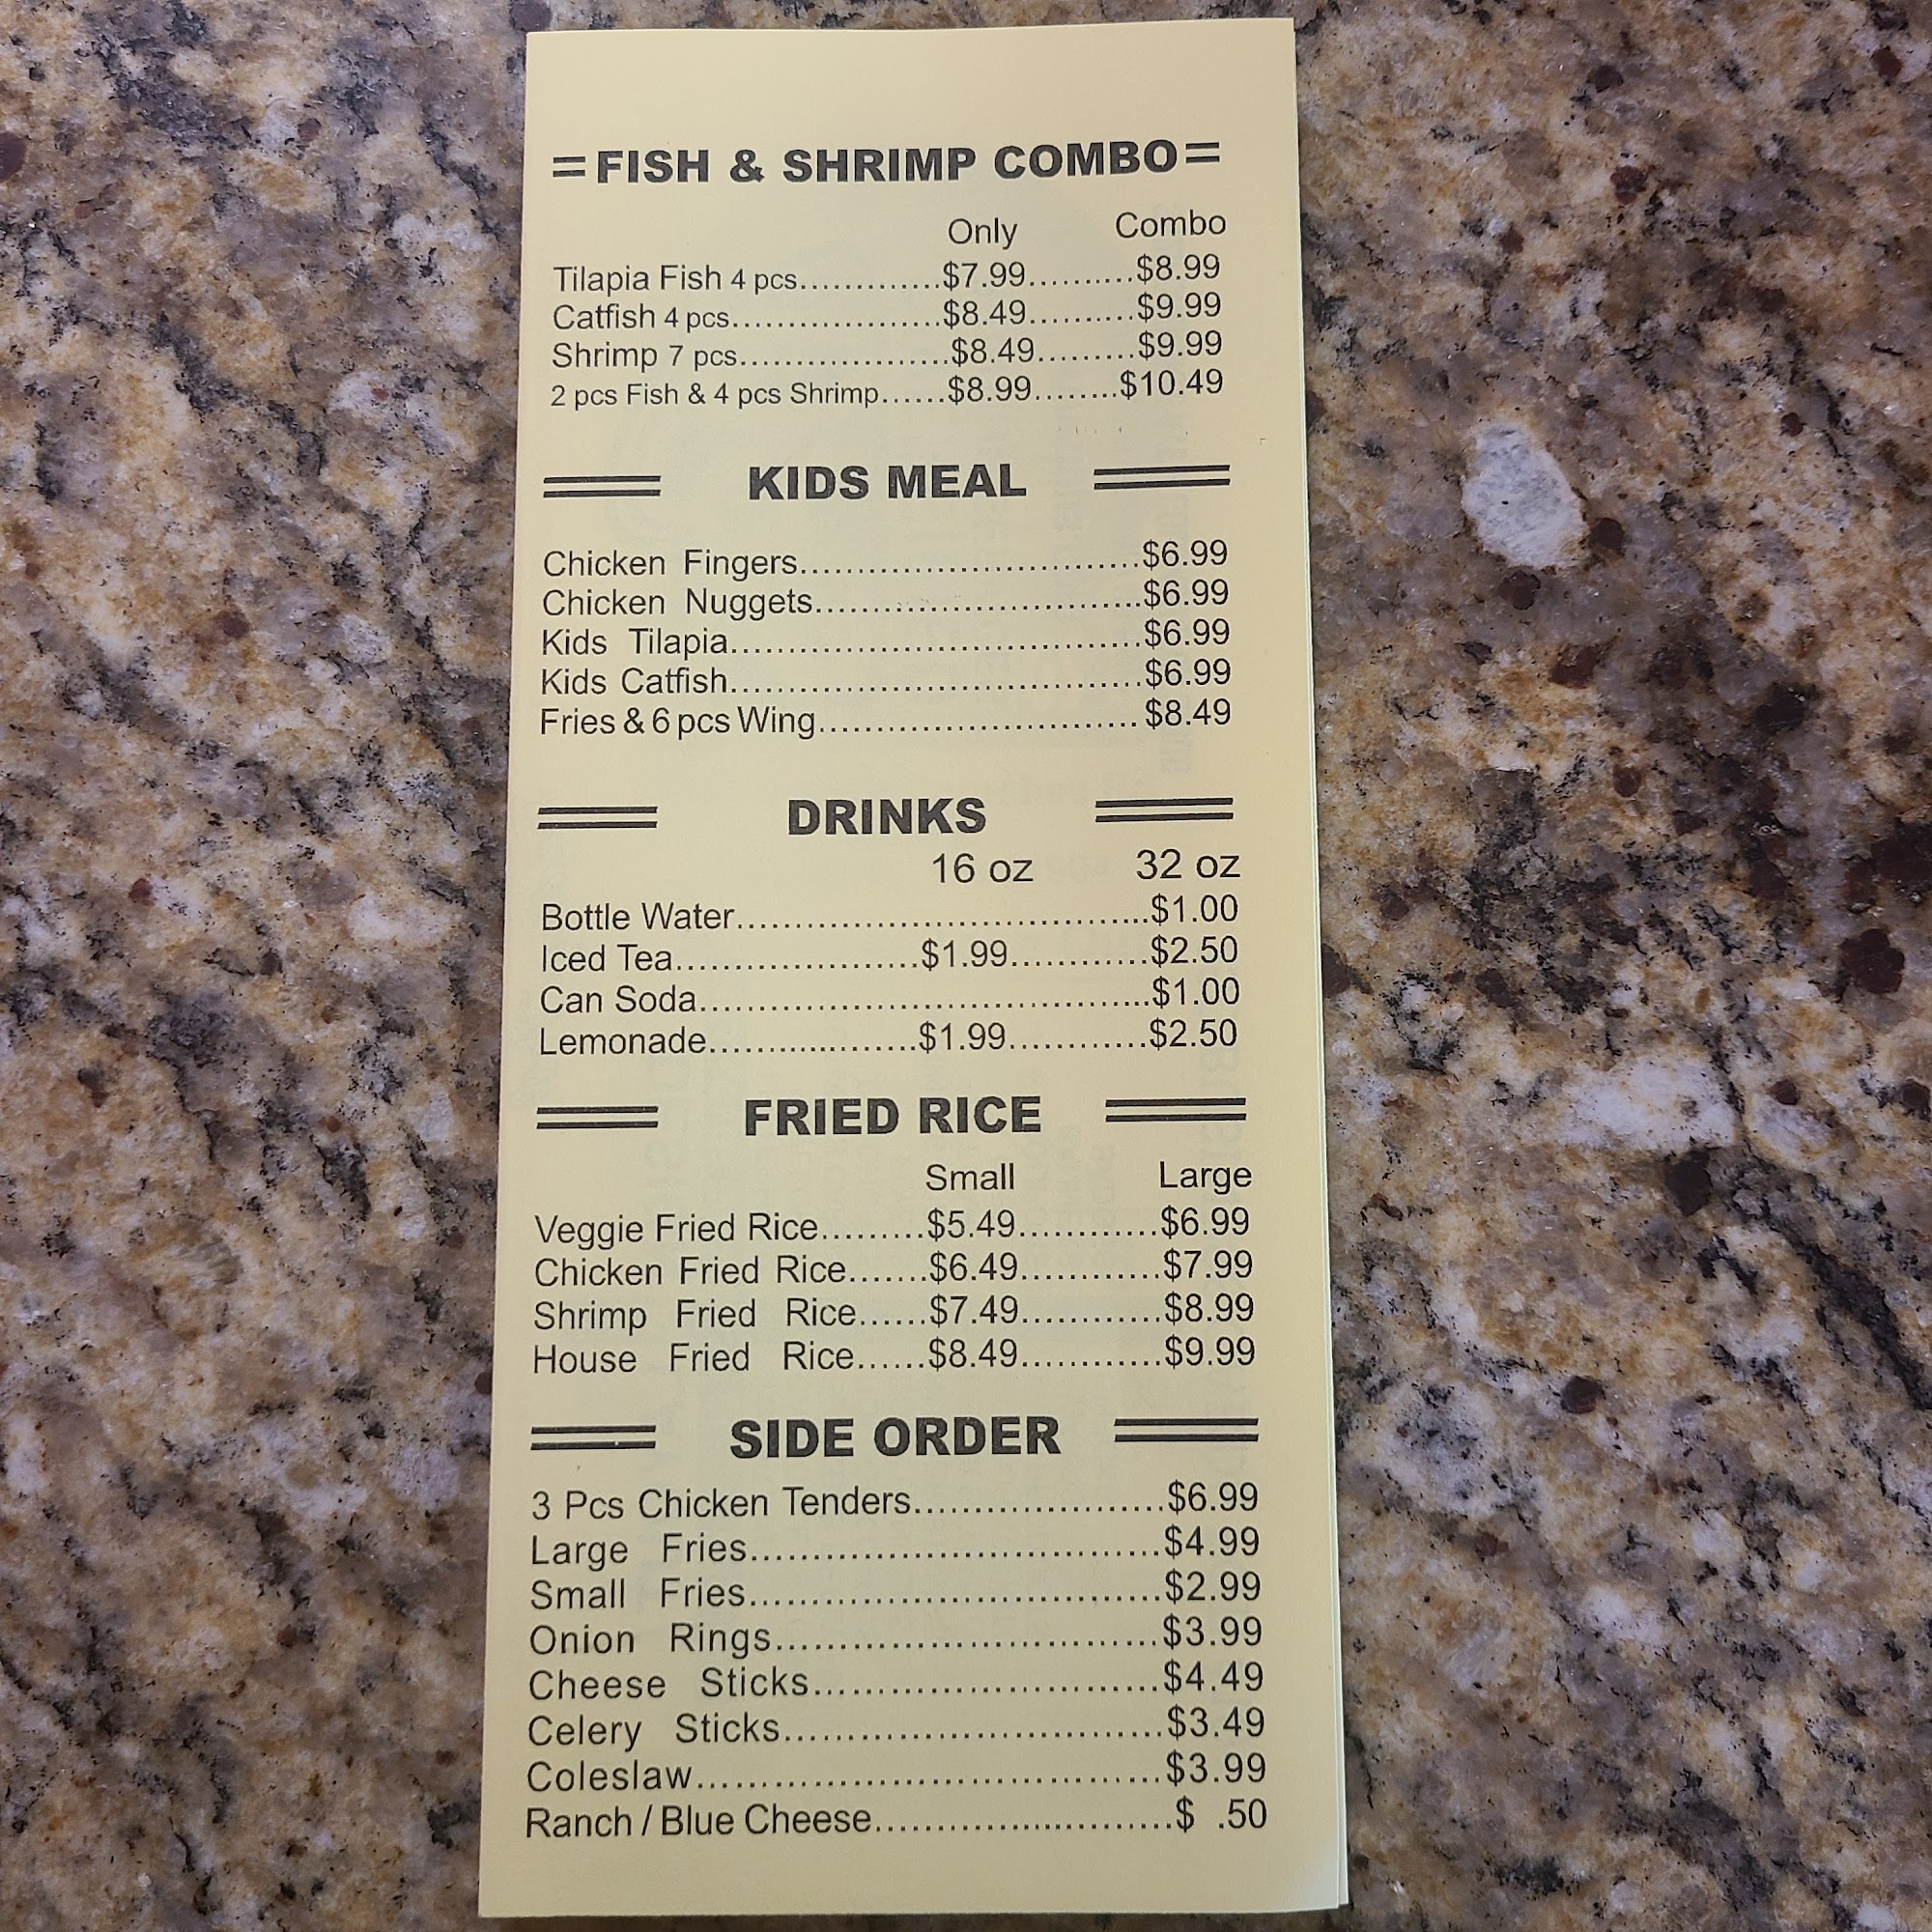 =FISH & SHRIMP COMBO=
Only Combo
Tilapia Fish 4 pcs.............$7.99..........$8.99
Catfish 4 pcs...................$8.49..........$9.99
Shrimp 7 pcs...................$8.49.........$9.99
2 pcs Fish & 4 pcs Shrimp......$8.99........$10.49
KIDS MEAL
Chicken Fingers..............................$6.99
Chicken Nuggets.............................$6.99
Kids Tilapia....................................$6.99
Kids Catfish....................................$6.99
Fries & 6 pcs Wing............................ $8.49
DRINKS
16 oz 32 oz
Bottle Water....................................$1.00
Iced Tea.....................$1.99............$2.50
Can Soda.......................................$1.00
Lemonade..................$1.99............$2.50
FRIED RICE
Small Large
Veggie Fried Rice.........$5.49............$6.99
Chicken Fried Rice.......$6.49............$7.99
Shrimp Fried Rice......$7.49............$8.99
House Fried Rice......$8.49............$9.99
SIDE ORDER
3 Pcs Chicken Tenders.....................$6.99
Large Fries..................................$4.99
Small Fries..................................$2.99
Onion Rings................................$3.99
Cheese Sticks.............................$4.49
Celery Sticks...............................$3.49
Coleslaw.......................................$3.99
Ranch / Blue Cheese.........................$ .50